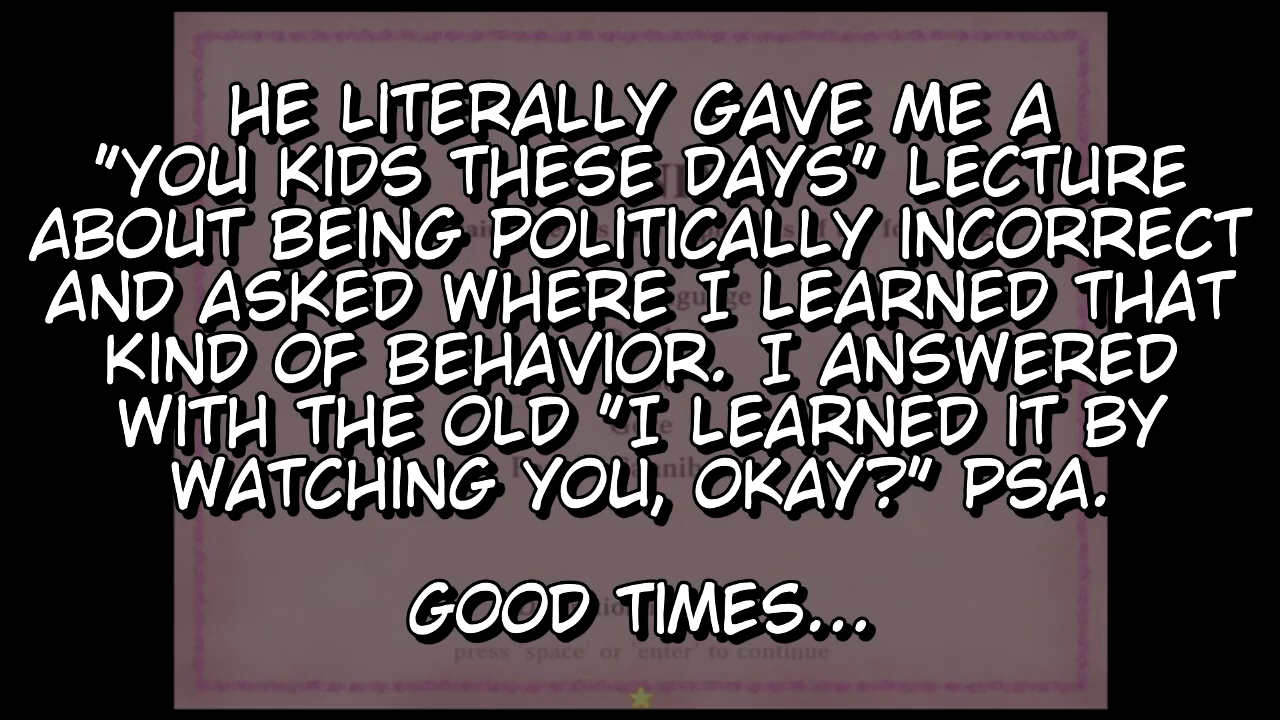 HE LITERALLY GAVE ME A
"YOU KIDS THESE DAYS" LECTURE
ABOUT BEING POLITICALLY INCORRECT
AND ASKED WHERE I LEARNED THAT
KIND OF BEHAVIOR. I ANSWERED
WITH THE OLD "I LEARNED IT BY
WATCHING YOU, OKAY?" PSA.
GOOD TIMES...
press 'space' or 'enter' to continue